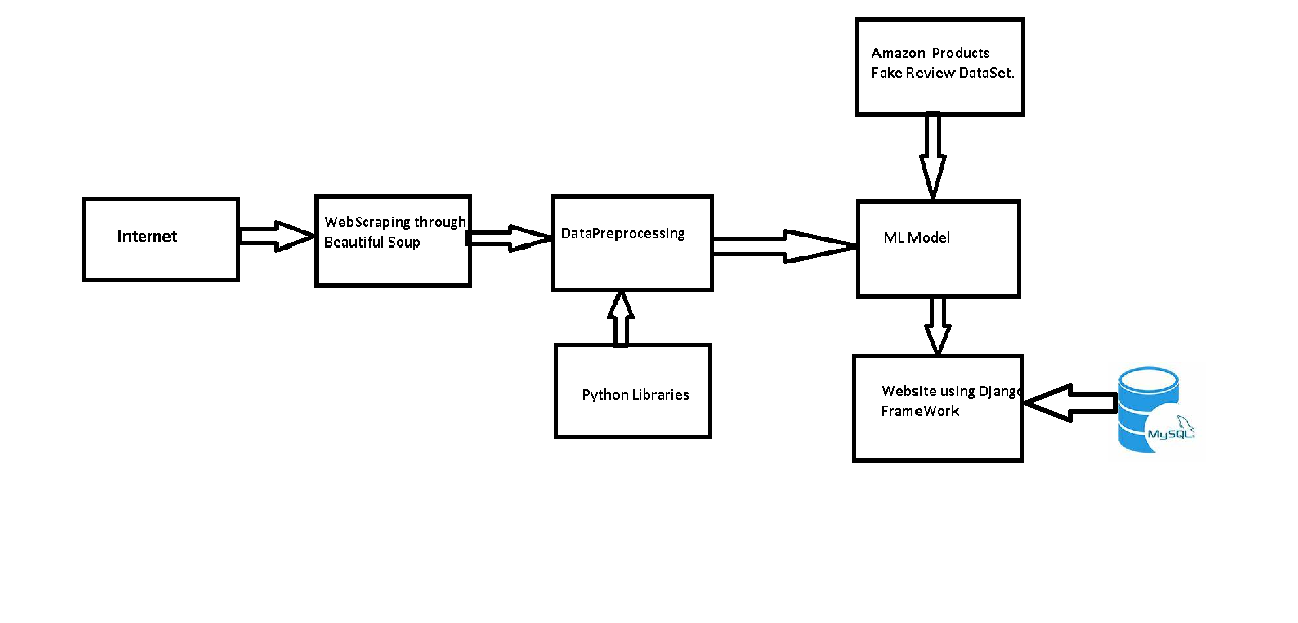 Amazon Products
Fake Review DataSet.
Internet
WebScraping through
Beautiful Soup
DataPreprocessing
ML Model
Python Libraries
Website using Django
FrameWork
MySQL